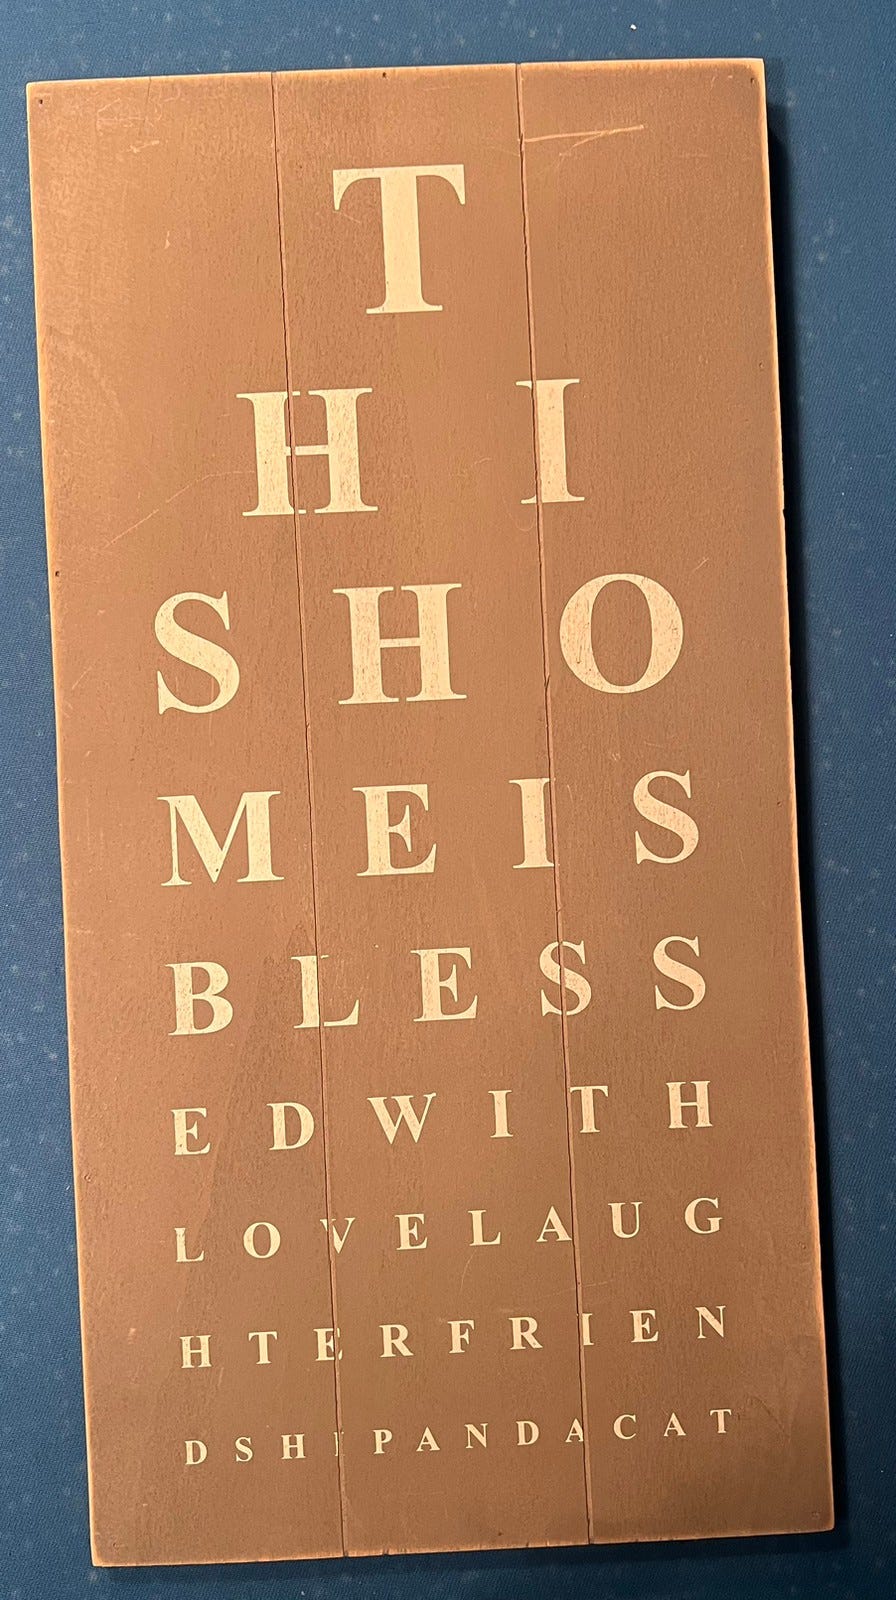 T
H I
S H O
M E I S
B L E S S
E D W I T H
L O V E L A U G
H T E R F R I E N
D S H I P A N D A C A T